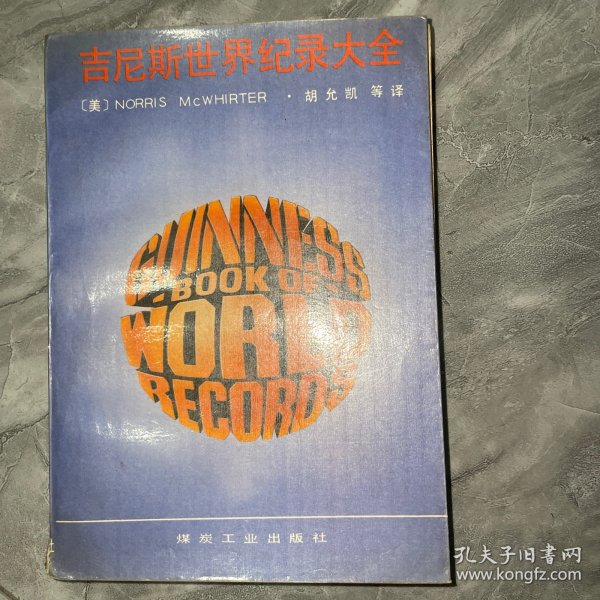 吉尼斯世界纪录大全
〔美〕NORRIS McWHIRTER · 胡允凯 等译
GUINNESS
BOOK OF
WORLD
RECORDS
煤炭工业出版社
孔夫子旧书网
www.kongfz.com